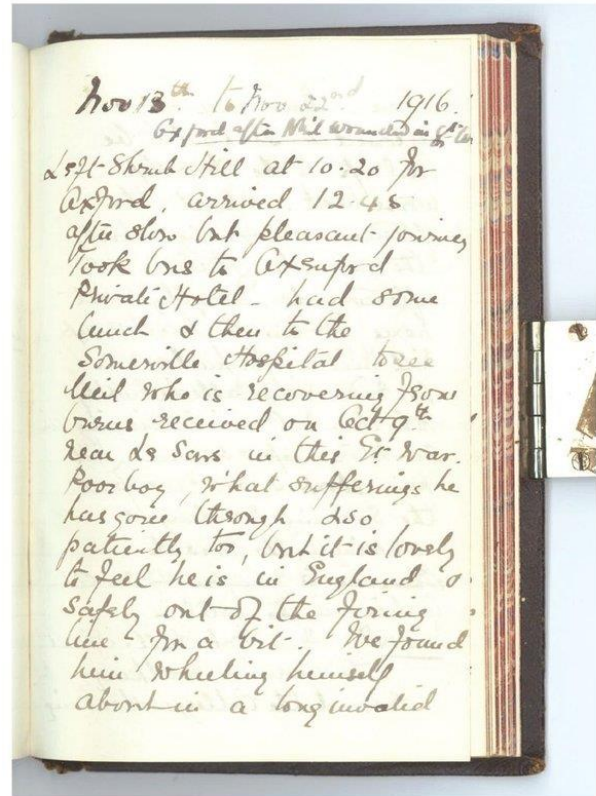 Nov 13th to Nov 22nd 1916.
Oxford after Neil wounded in Gt War
Left Shrub Hill at 10.20 for
Oxford, arrived 12.45
after slow but pleasant journey
Took bus to Oxenford
Private Hotel - had some
lunch & then to the
Somerville Hospital to see
Neil who is recovering from
burns received on Oct 9th
near Le Sars in this Gt War.
Poor boy, what sufferings he
has gone through & so
patiently too, but it is lovely
to feel he is in England &
safely out of the firing
line for a bit. We found
him wheeling himself
about in a long invalid